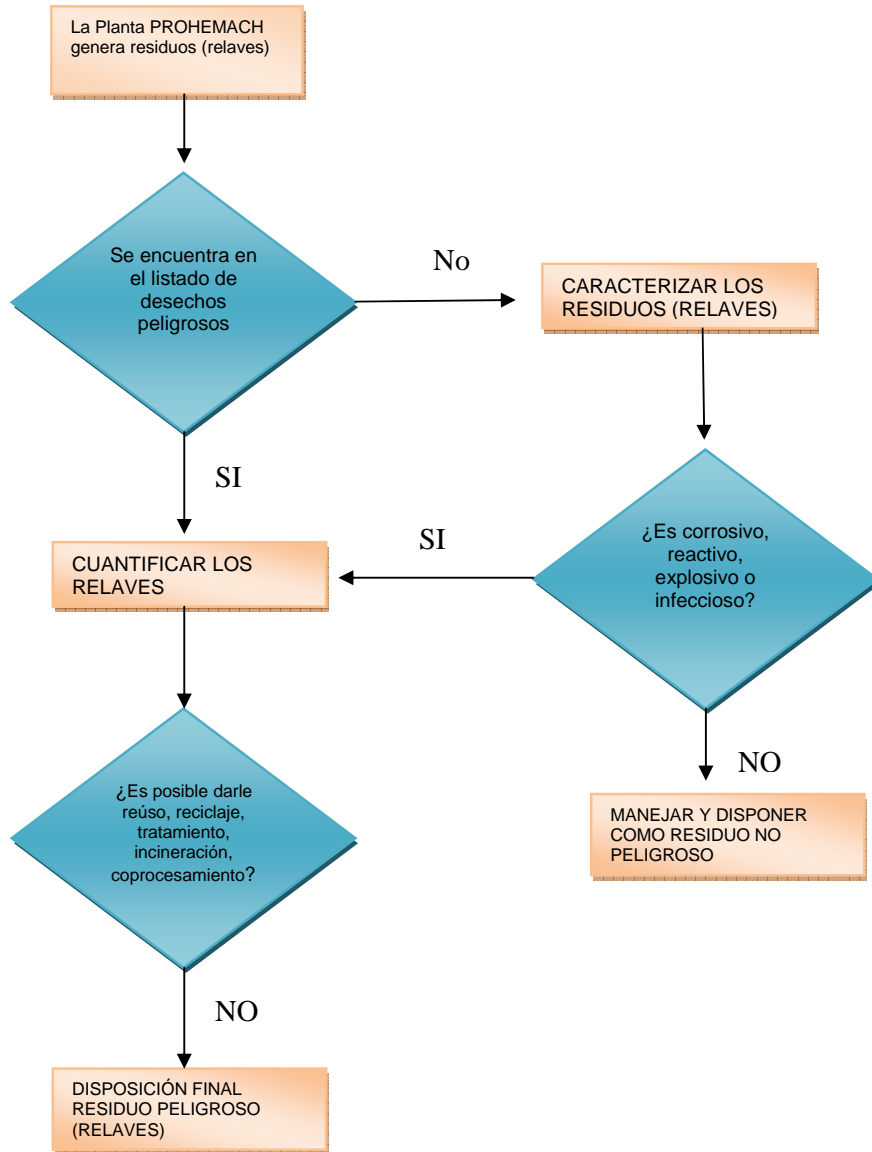 La Planta PROHEMACH
genera residuos (relaves)
Se encuentra en
el listado de
desechos
peligrosos
No
CARACTERIZAR LOS
RESIDUOS (RELAVES)
SI
¿Es corrosivo,
reactivo,
explosivo o
infeccioso?
SI
CUANTIFICAR LOS
RELAVES
NO
MANEJAR Y DISPONER
COMO RESIDUO NO
PELIGROSO
¿Es posible darle
reúso, reciclaje,
tratamiento,
incineración,
coprocesamiento?
NO
DISPOSICIÓN FINAL
RESIDUO PELIGROSO
(RELAVES)